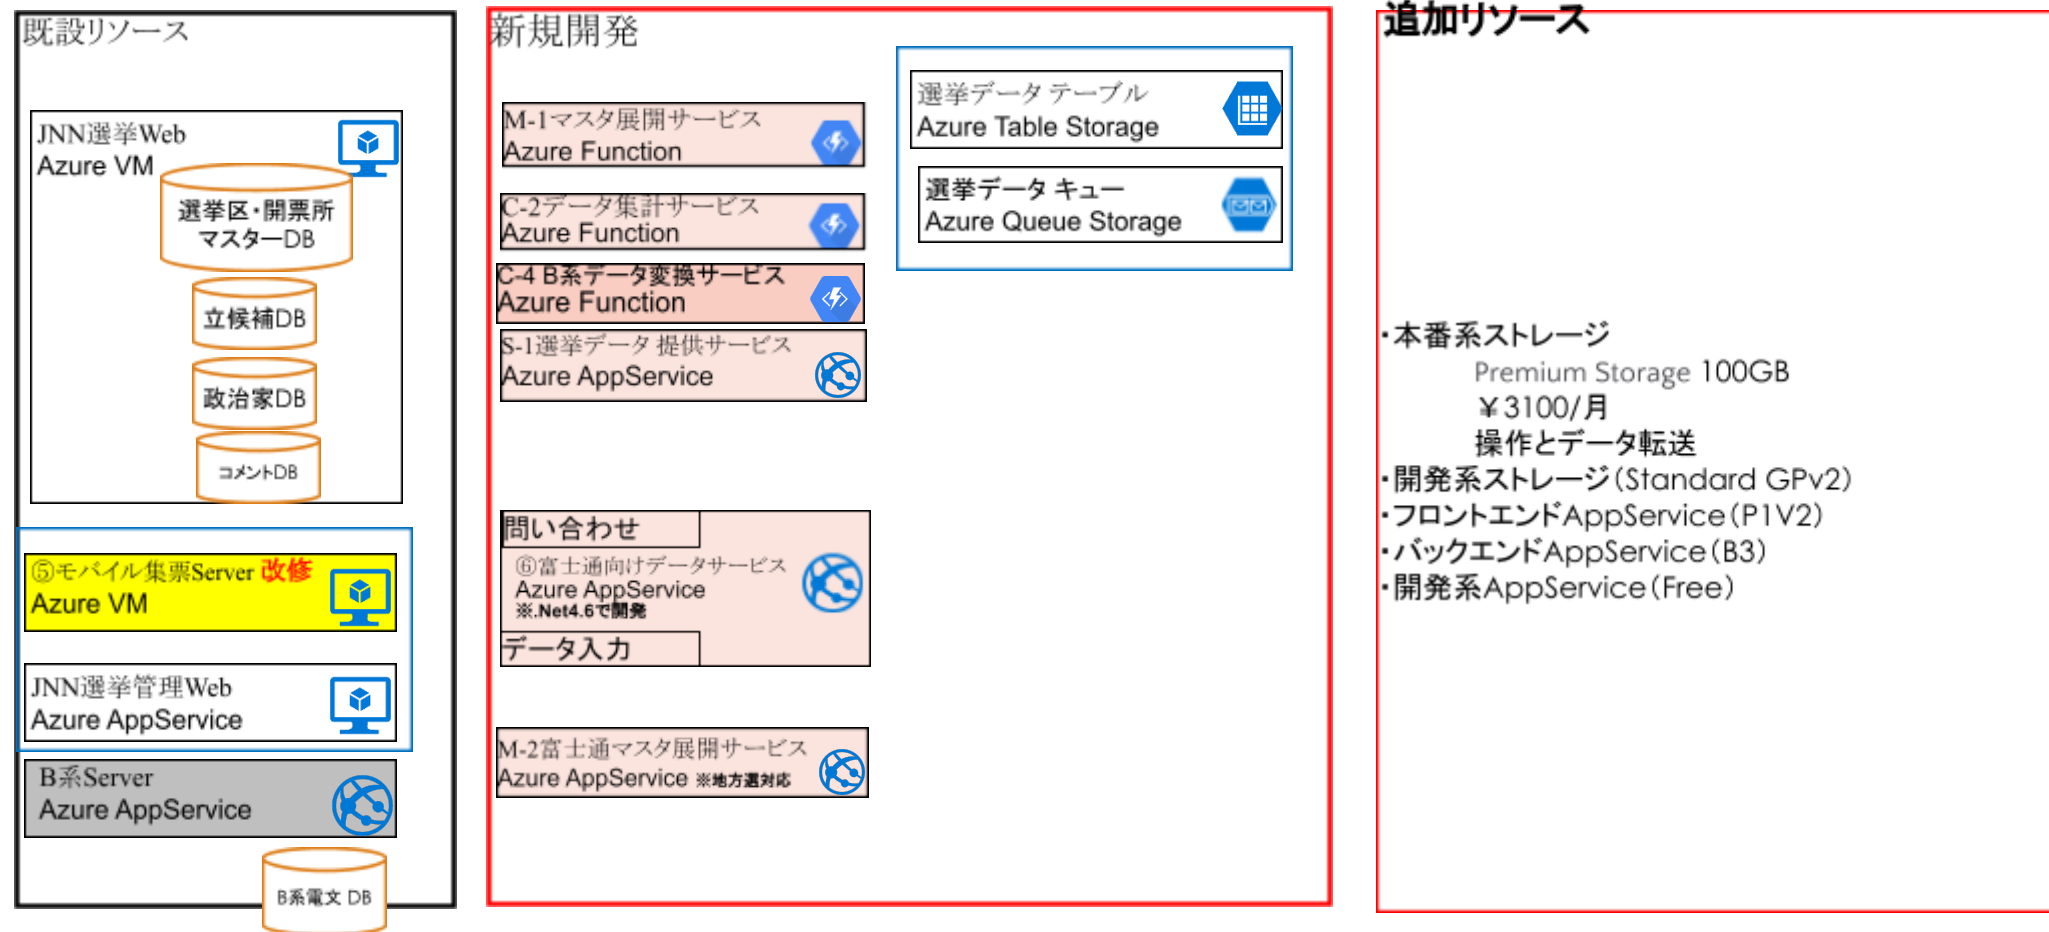 既設リソース
JNN選挙Web
Azure VM
選挙区・開票所
マスターDB
立候補DB
政治家DB
コメントDB
⑤モバイル集票Server 改修
Azure VM
JNN選挙管理Web
Azure AppService
B系Server
Azure AppService
B系電文 DB
新規開発
M-1マスタ展開サービス
Azure Function
C-2データ集計サービス
Azure Function
C-4 B系データ変換サービス
Azure Function
S-1選挙データ 提供サービス
Azure AppService
問い合わせ
⑥富士通向けデータサービス
Azure AppService
※.Net4.6で開発
データ入力
M-2富士通マスタ展開サービス
Azure AppService ※地方選対応
選挙データ テーブル
Azure Table Storage
選挙データ キュー
Azure Queue Storage
追加リソース
・本番系ストレージ
Premium Storage 100GB
￥3100/月
操作とデータ転送
・開発系ストレージ（Standard GPv2）
・フロントエンドAppService（P1V2）
・バックエンドAppService（B3）
・開発系AppService（Free）